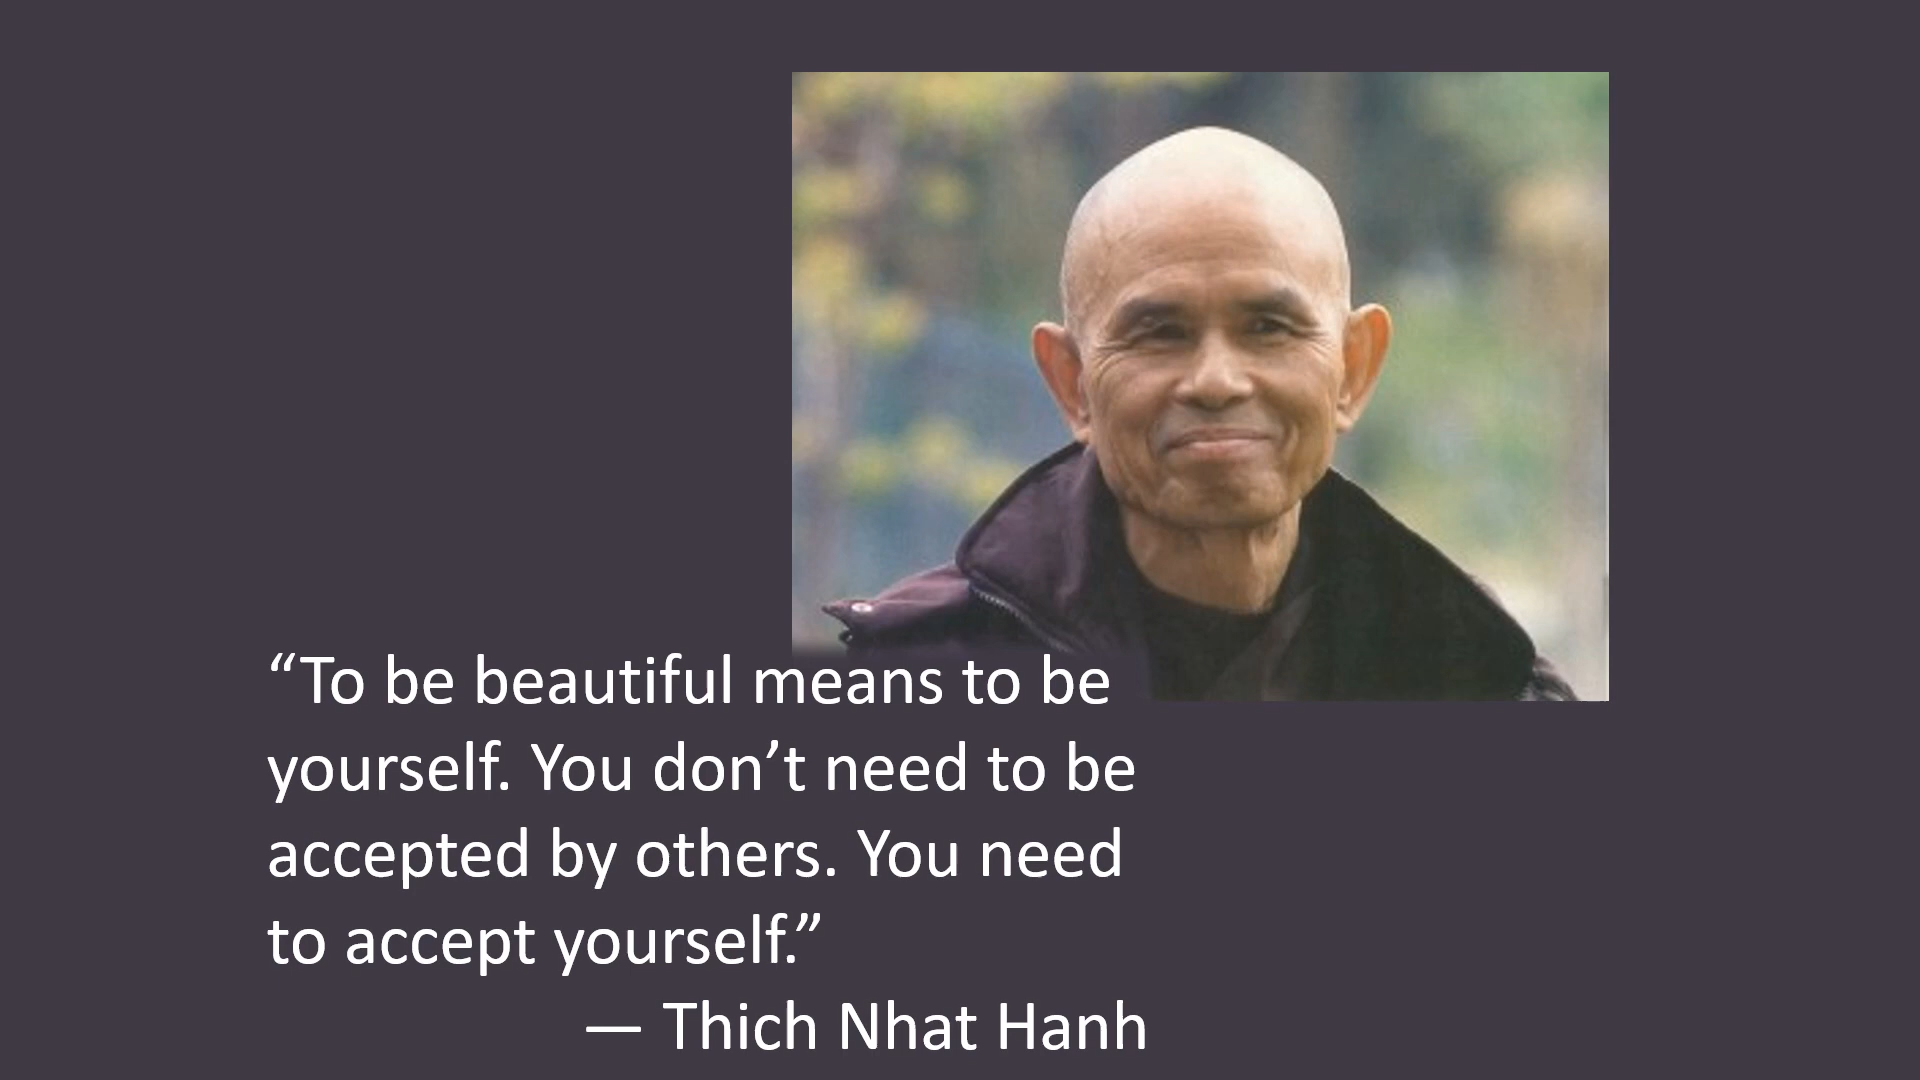 “To be beautiful means to be
yourself. You don’t need to be
accepted by others. You need
to accept yourself.”
— Thich Nhat Hanh